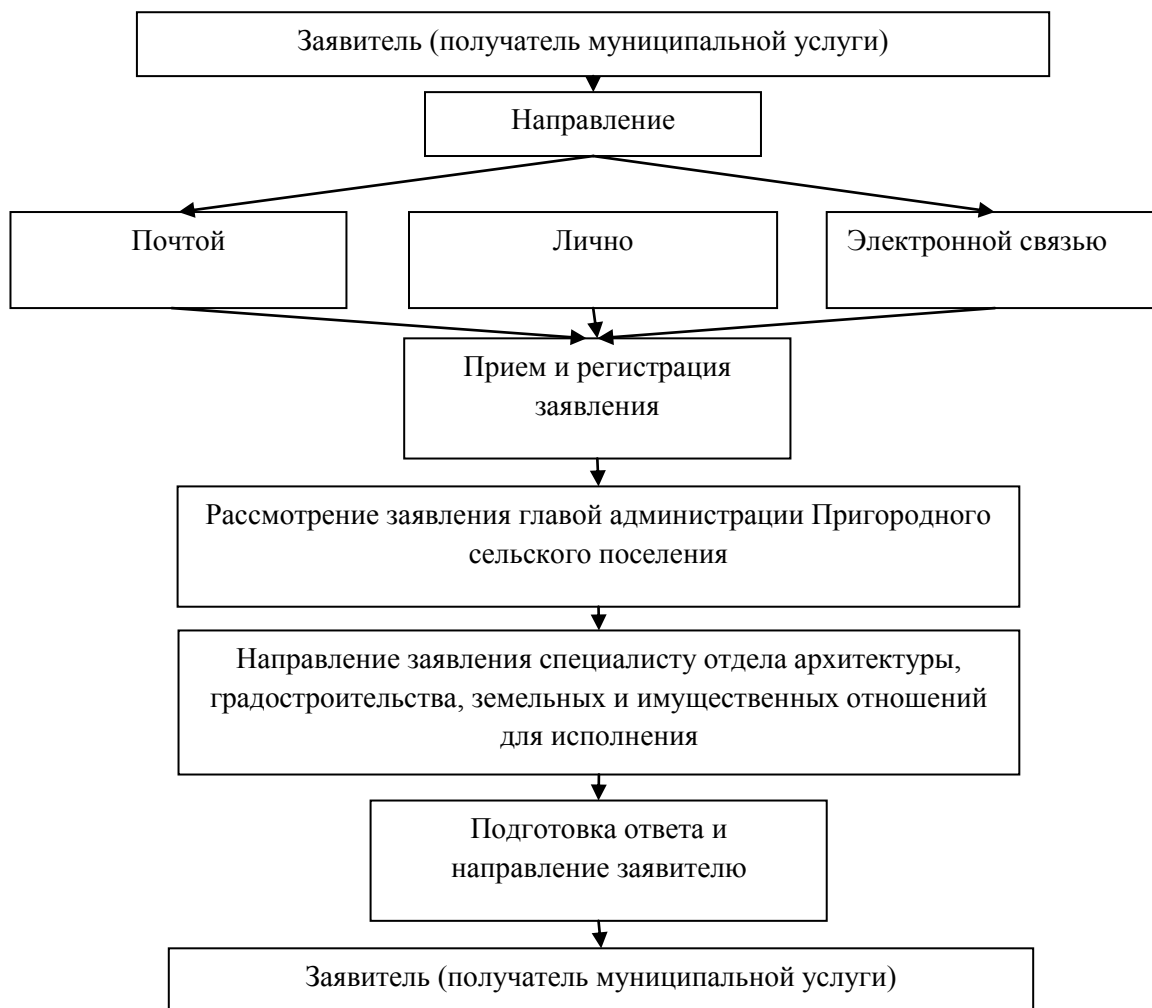 Заявитель (получатель муниципальной услуги)
Направление
Почтой
Лично
Электронной связью
Прием и регистрация
заявления
Рассмотрение заявления главой администрации Пригородного
сельского поселения
Направление заявления специалисту отдела архитектуры,
градостроительства, земельных и имущественных отношений
для исполнения
Подготовка ответа и
направление заявителю
Заявитель (получатель муниципальной услуги)